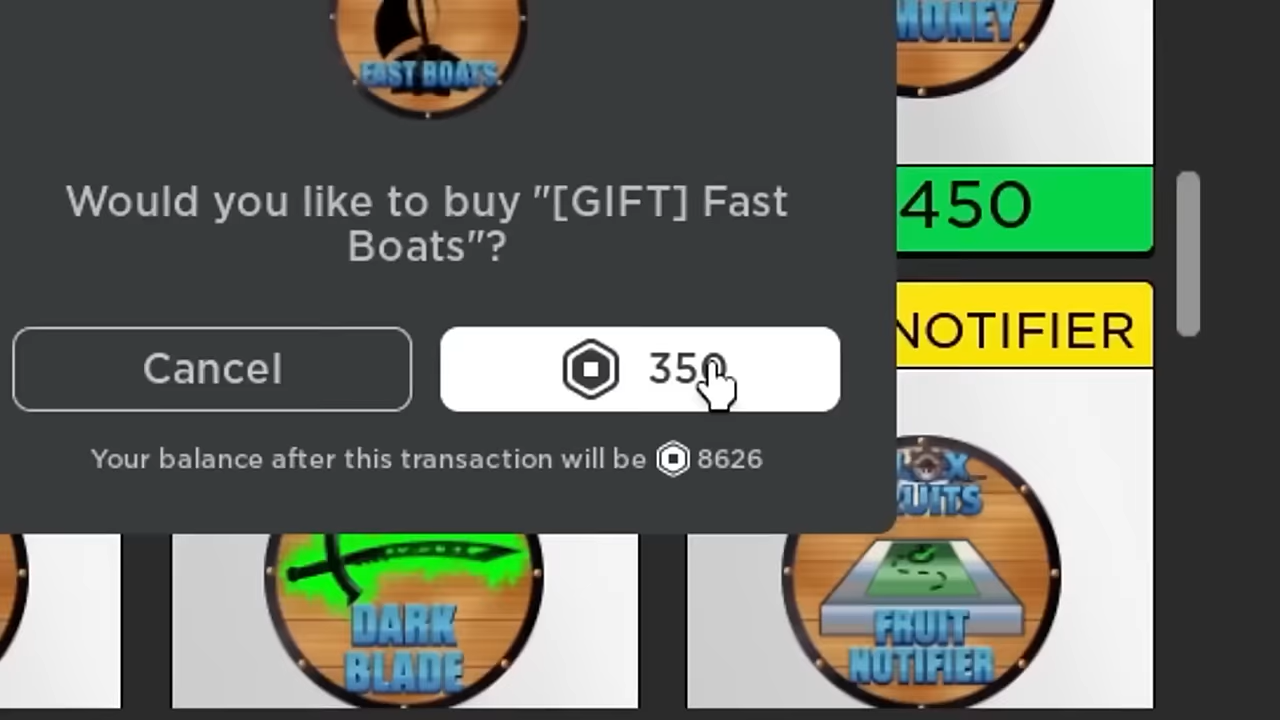 EAST BOATS
MONEY
Would you like to buy "[GIFT] Fast
Boats"?
450
NOTIFIER
Cancel
350
Your balance after this transaction will be 8626
DARK
BLADE
FRUIT
NOTIFIER